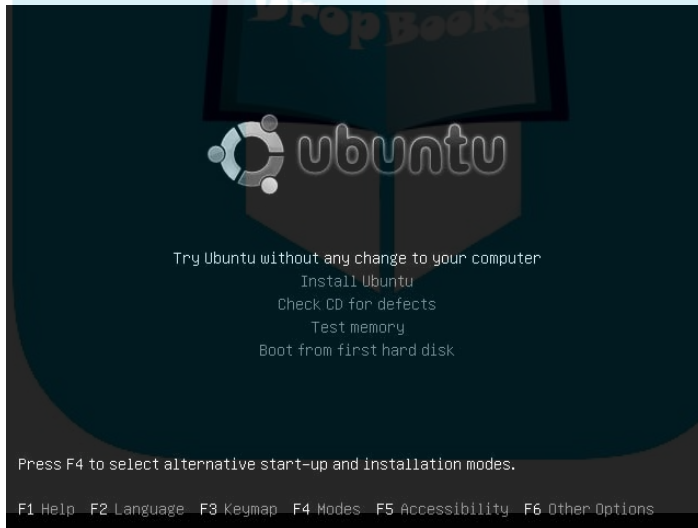 Drop Books
ubuntu
Try Ubuntu without any change to your computer
Install Ubuntu
Check CD for defects
Test memory
Boot from first hard disk
Press F4 to select alternative start-up and installation modes.
F1 Help F2 Language F3 Keymap F4 Modes F5 Accessibility F6 Other Options